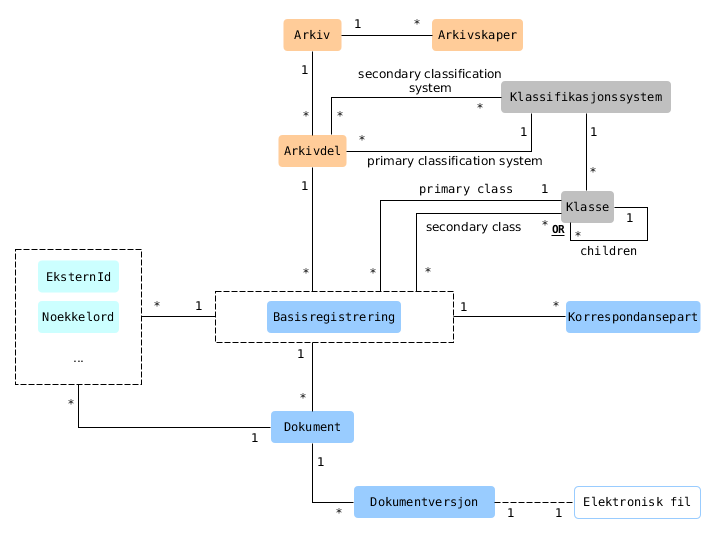 Arkiv
1
*
Arkivskaper
1
secondary classification
system
Klassifikasjonssystem
*
*
*
*
1
1
Arkivdel
primary classification system
*
1
primary class
1
Klasse
1
secondary class
*
OR
*
children
*
*
*
EksternId
Noekkelord
...
*
1
Basisregistrering
1
*
Korrespondansepart
1
*
*
1
Dokument
1
*
Dokumentversjon
1
1
Elektronisk fil